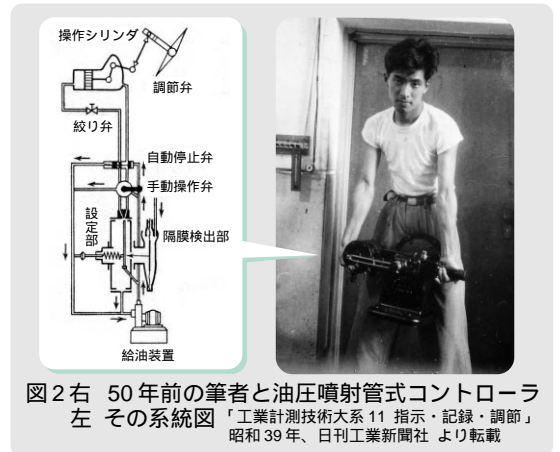 操作シリンダ
調節弁
絞り弁
自動停止弁
手動操作弁
設定部
隔膜検出部
給油装置
図2右 50年前の筆者と油圧噴射管式コントローラ
左 その系統図「工業計測技術大系11 指示・記録・調節」
昭和39年、日刊工業新聞社 より転載